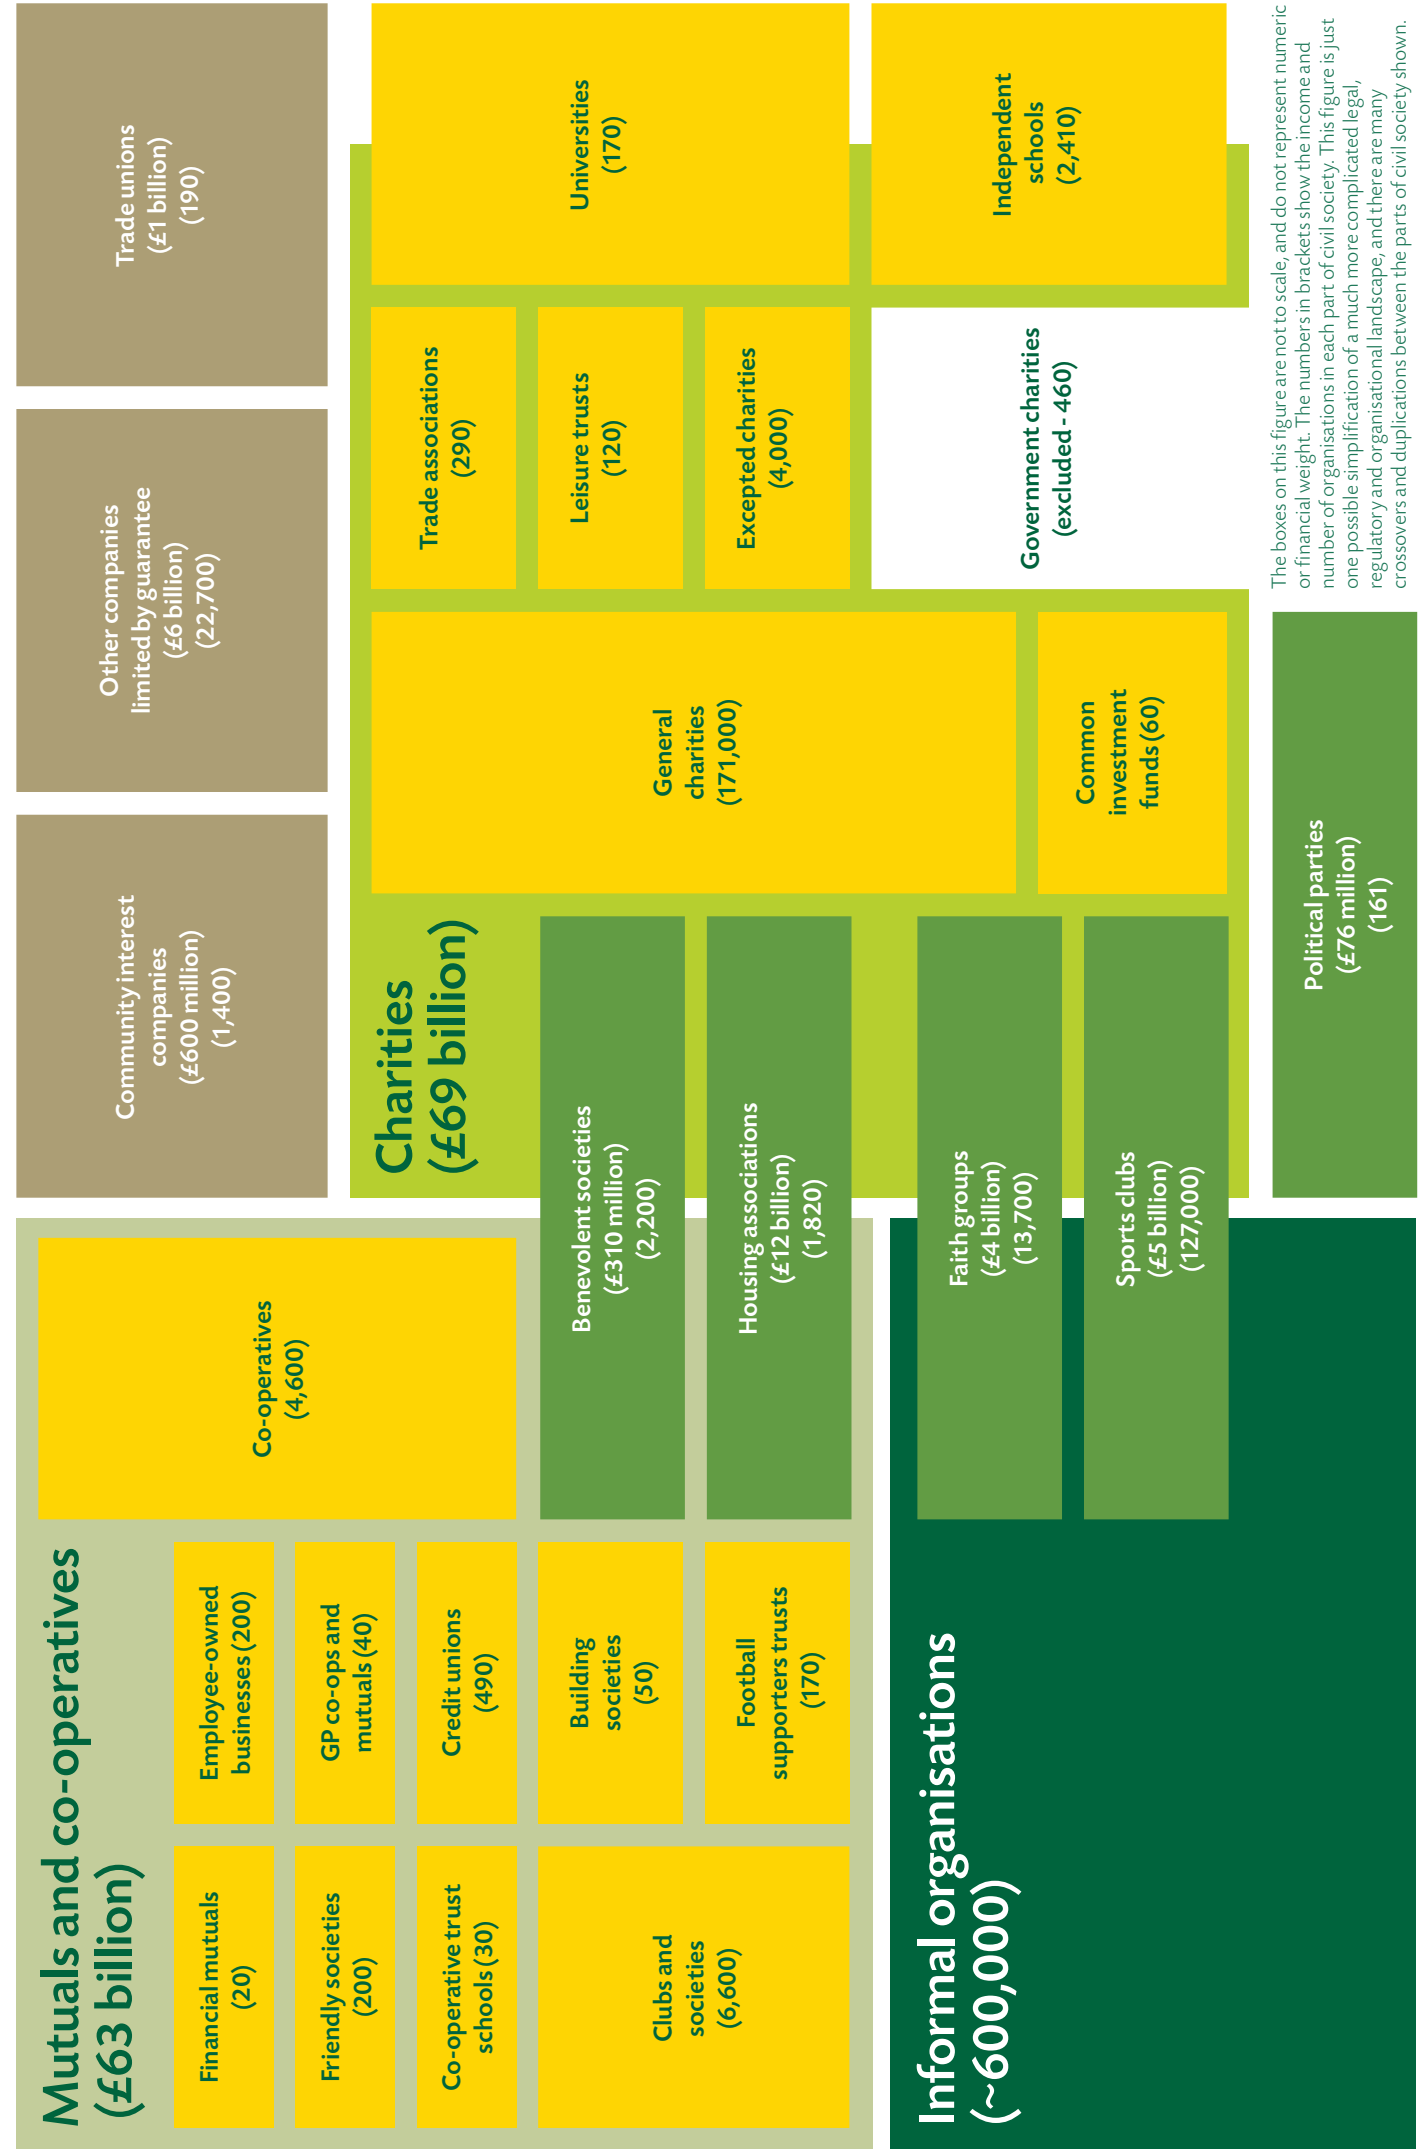 Mutuals and co-operatives
(£63 billion)
Financial mutuals
(20)
Employee-owned
businesses (200)
Friendly societies
(200)
GP co-ops and
mutuals (40)
Co-operative trust
schools (30)
Credit unions
(490)
Clubs and
societies
(6,600)
Building
societies
(50)
Football
supporters trusts
(170)
Co-operatives
(4,600)
Benevolent societies
(£310 million)
(2,200)
Housing associations
(£12 billion)
(1,820)
Informal organisations
(~600,000)
Faith groups
(£4 billion)
(13,700)
Sports clubs
(£5 billion)
(127,000)
Community interest
companies
(£600 million)
(1,400)
Other companies
limited by guarantee
(£6 billion)
(22,700)
Trade unions
(£1 billion)
(190)
Charities
(£69 billion)
General
charities
(171,000)
Common
investment
funds (60)
Trade associations
(290)
Leisure trusts
(120)
Excepted charities
(4,000)
Government charities
(excluded - 460)
Universities
(170)
Independent
schools
(2,410)
Political parties
(£76 million)
(161)
The boxes on this figure are not to scale, and do not represent numeric
or financial weight. The numbers in brackets show the income and
number of organisations in each part of civil society. This figure is just
one possible simplification of a much more complicated legal,
regulatory and organisational landscape, and there are many
crossovers and duplications between the parts of civil society shown.